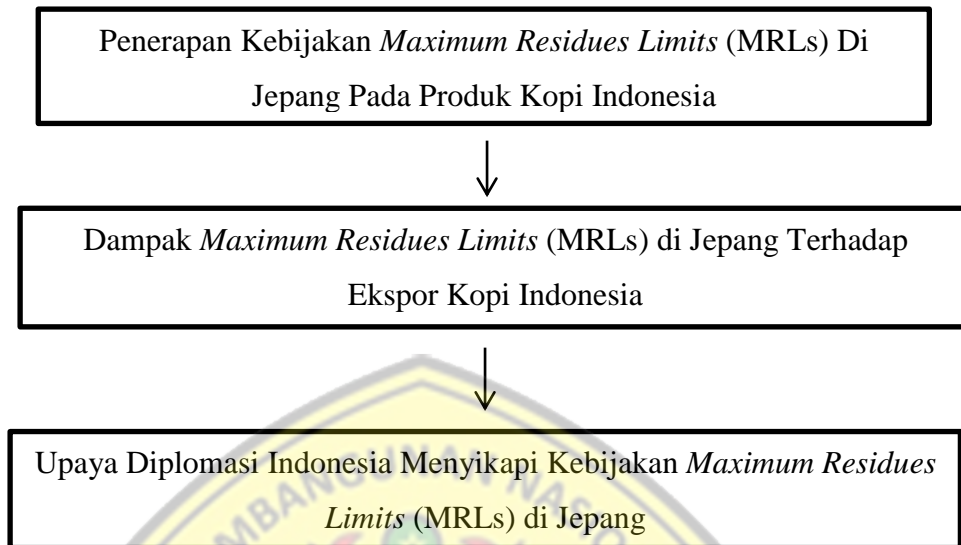 Penerapan Kebijakan Maximum Residues Limits (MRLs) Di
Jepang Pada Produk Kopi Indonesia
Dampak Maximum Residues Limits (MRLs) di Jepang Terhadap
Ekspor Kopi Indonesia
Upaya Diplomasi Indonesia Menyikapi Kebijakan Maximum Residues
Limits (MRLs) di Jepang